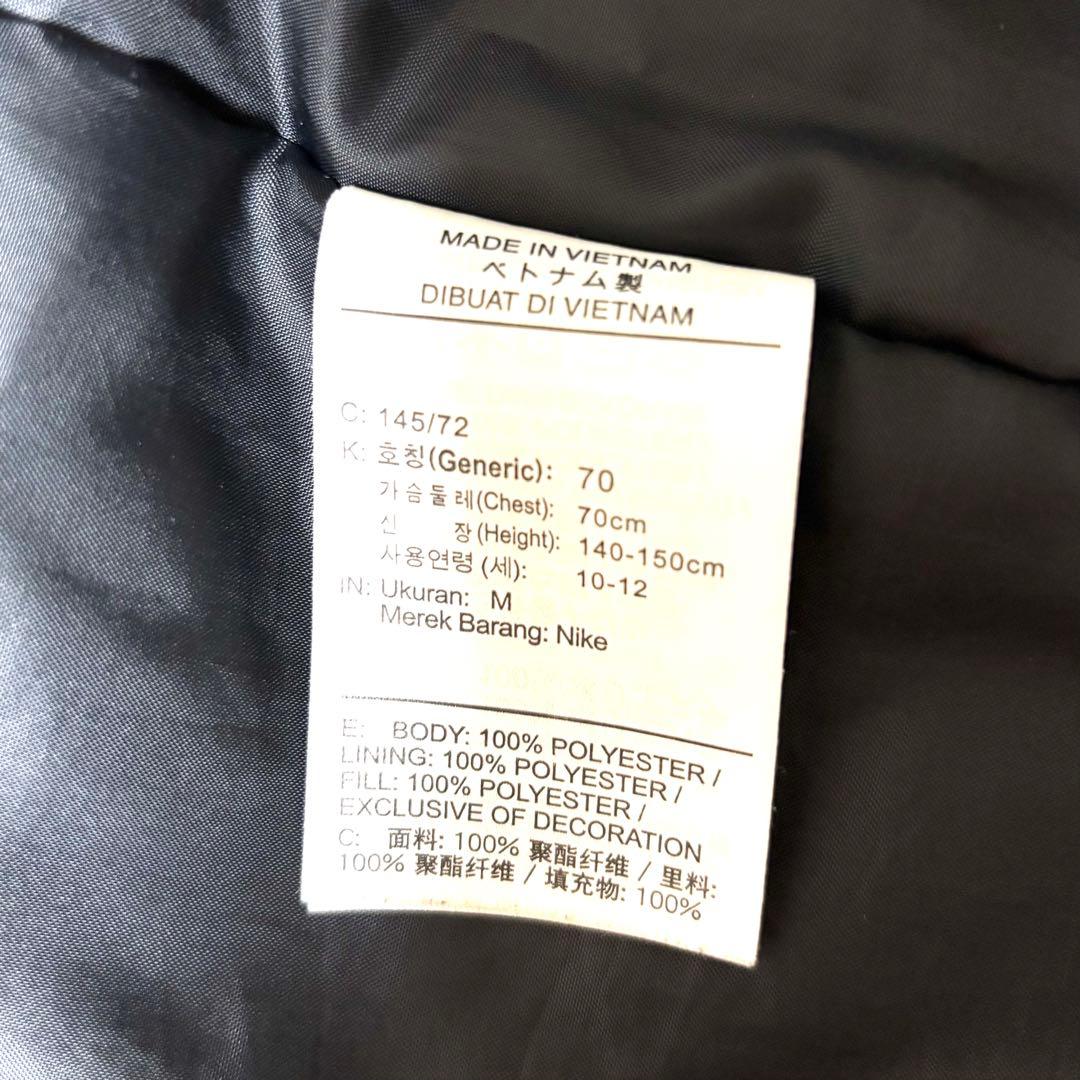 MADE IN VIETNAM
ベトナム製
DIBUAT DI VIETNAM
C: 145/72
K: 호칭(Generic): 70
가슴둘레(Chest): 70cm
신 장(Height): 140-150cm
사용연령 (세): 10-12
IN: Ukuran: M
Merek Barang: Nike
E: BODY: 100% POLYESTER /
LINING: 100% POLYESTER /
FILL: 100% POLYESTER /
EXCLUSIVE OF DECORATION
C: 面料: 100% 聚酯纤维 / 里料:
100% 聚酯纤维 / 填充物: 100%